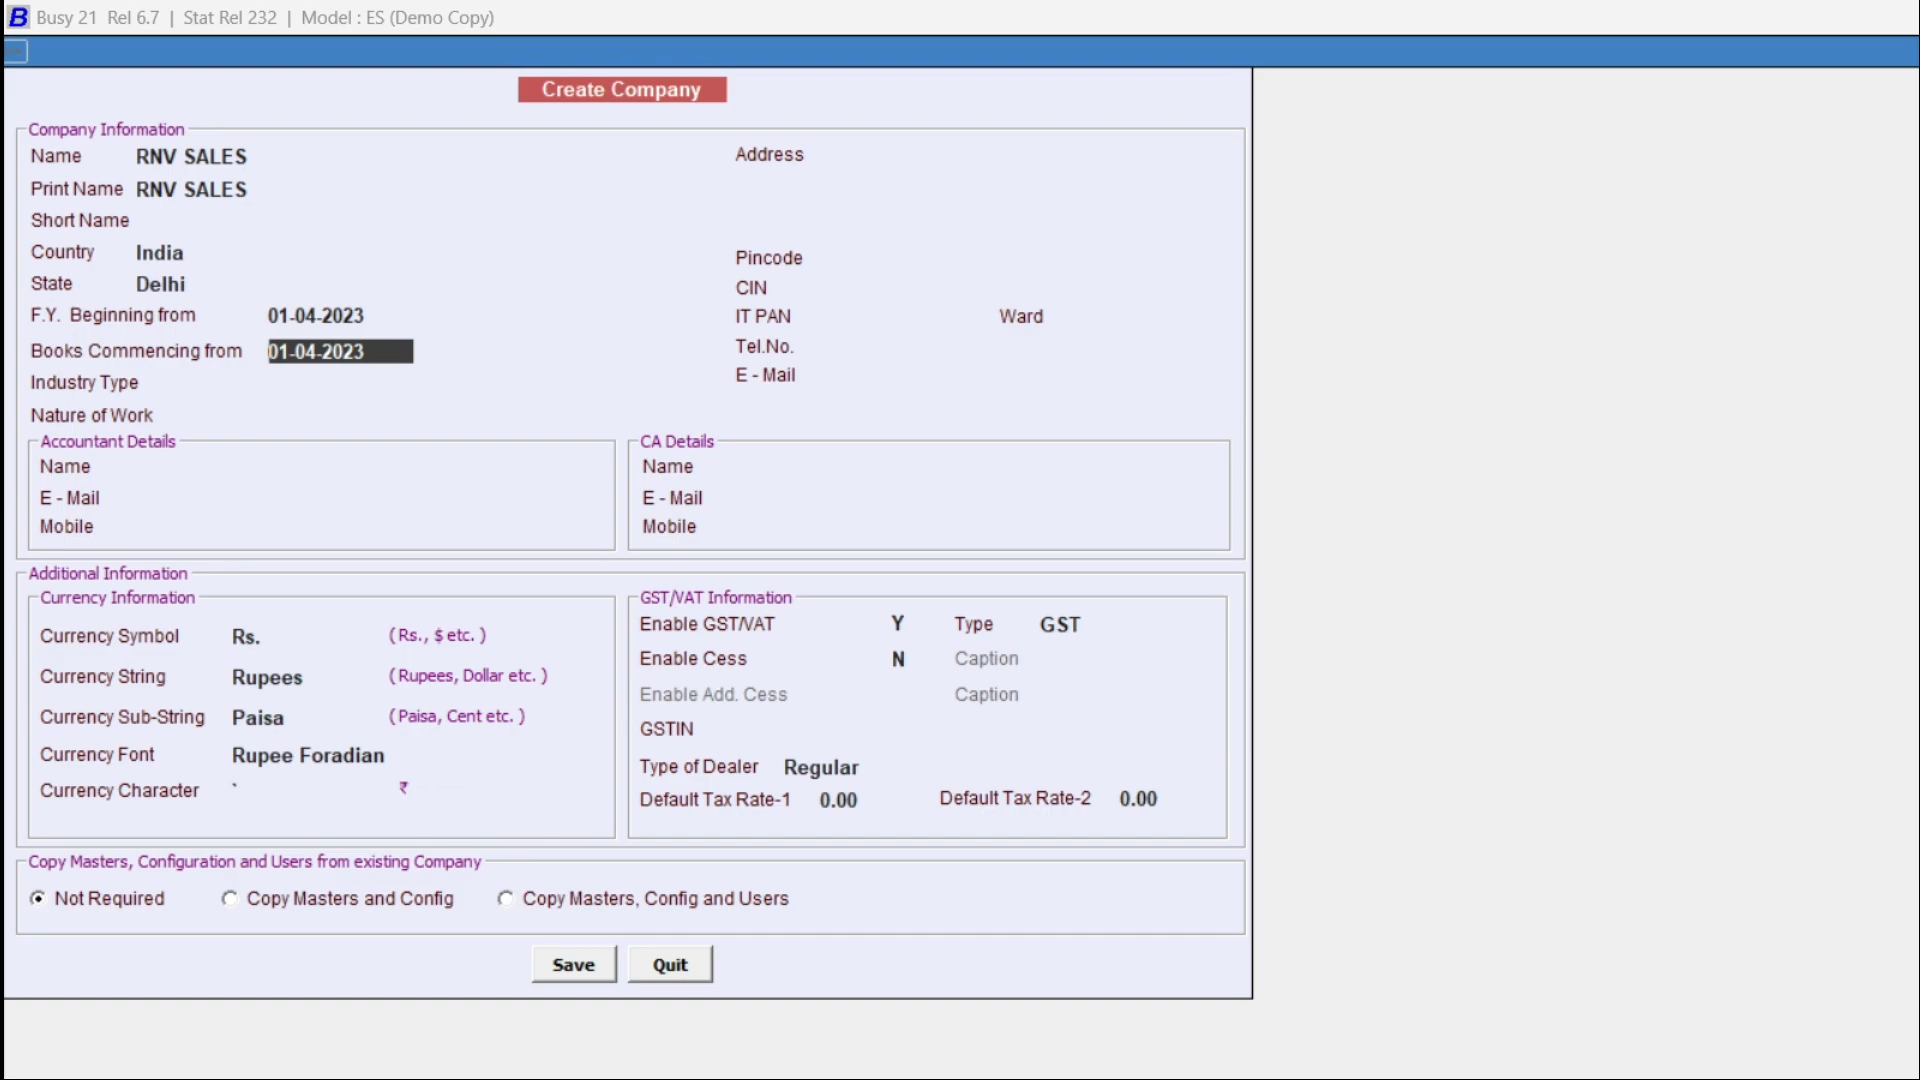 B Busy 21 Rel 6.7 | Stat Rel 232 | Model : ES (Demo Copy)
Create Company
Company Information
Name RNV SALES
Print Name RNV SALES
Short Name
Country India
State Delhi
F.Y. Beginning from 01-04-2023
Books Commencing from 01-04-2023
Industry Type
Nature of Work
Address
Pincode
CIN
IT PAN Ward
Tel.No.
E - Mail
Accountant Details
Name
E - Mail
Mobile
CA Details
Name
E - Mail
Mobile
Additional Information
Currency Information
Currency Symbol Rs. ( Rs., $ etc. )
Currency String Rupees ( Rupees, Dollar etc. )
Currency Sub-String Paisa ( Paisa, Cent etc. )
Currency Font Rupee Foradian
Currency Character ` ₹
GST/VAT Information
Enable GST/VAT Y Type GST
Enable Cess N Caption
Enable Add. Cess Caption
GSTIN
Type of Dealer Regular
Default Tax Rate-1 0.00 Default Tax Rate-2 0.00
Copy Masters, Configuration and Users from existing Company
Not Required Copy Masters and Config Copy Masters, Config and Users
Save Quit